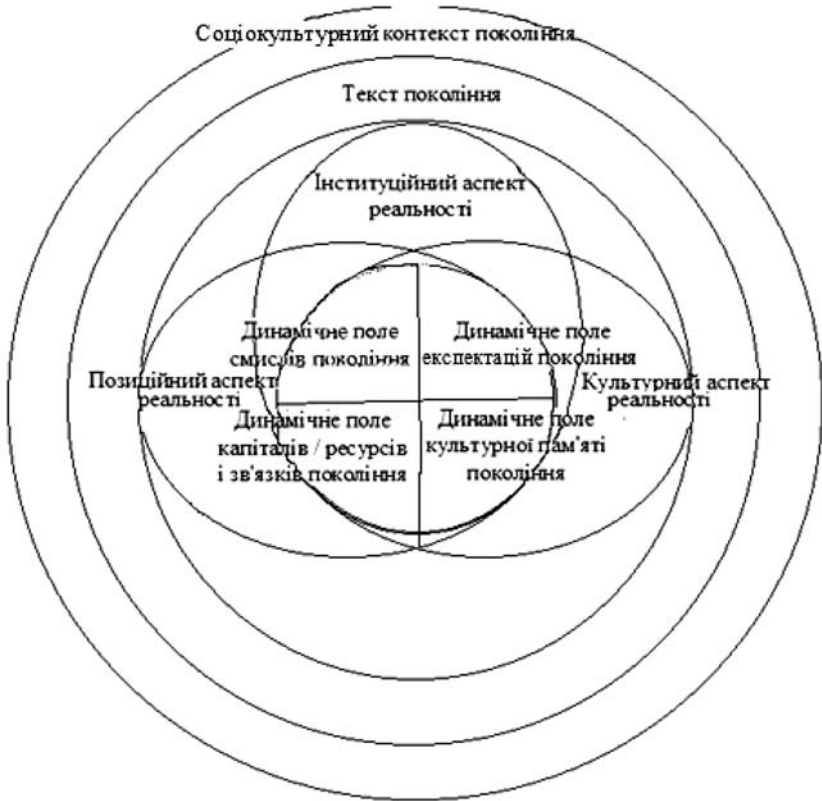 Соціокультурний контекст покоління
Текст покоління
Інституційний аспект
реальності
Динамічне поле
смислів покоління
Динамічне поле
експектацій покоління
Позиційний аспект
реальності
Культурний аспект
реальності
Динамічне поле
капіталів / ресурсів
і зв'язків покоління
Динамічне поле
культурної пам'яті
покоління